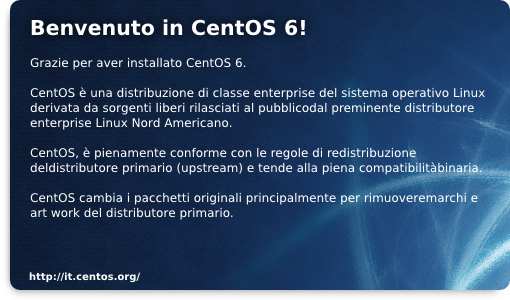 Benvenuto in CentOS 6!
Grazie per aver installato CentOS 6.
CentOS è una distribuzione di classe enterprise del sistema operativo Linux
derivata da sorgenti liberi rilasciati al pubblicodal preminente distributore
enterprise Linux Nord Americano.
CentOS, è pienamente conforme con le regole di redistribuzione
deldistributore primario (upstream) e tende alla piena compatibilitàbinaria.
CentOS cambia i pacchetti originali principalmente per rimuoveremarchi e
art work del distributore primario.
http://it.centos.org/